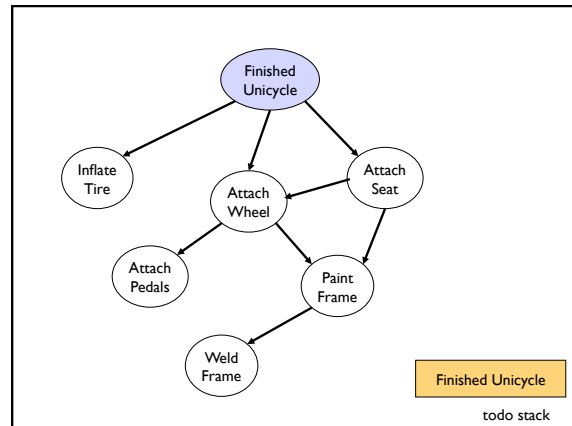 Finished
Unicycle
Inflate
Tire
Attach
Wheel
Attach
Seat
Attach
Pedals
Paint
Frame
Weld
Frame
Finished Unicycle
todo stack